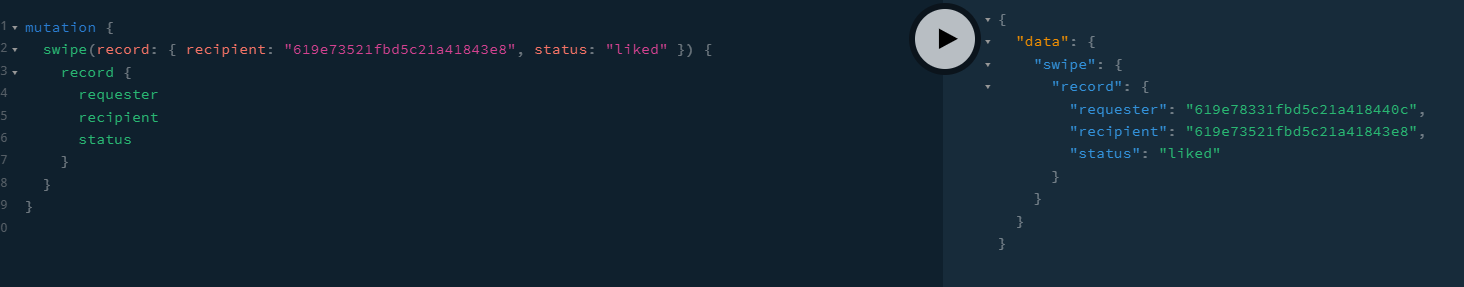 1 mutation {
2 swipe(record: { recipient: "619e73521fbd5c21a41843e8", status: "liked" }) {
3 record {
4 requester
5 recipient
6 status
7 }
8 }
9 }
0
{
"data": {
"swipe": {
"record": {
"requester": "619e78331fbd5c21a418440c",
"recipient": "619e73521fbd5c21a41843e8",
"status": "liked"
}
}
}
}